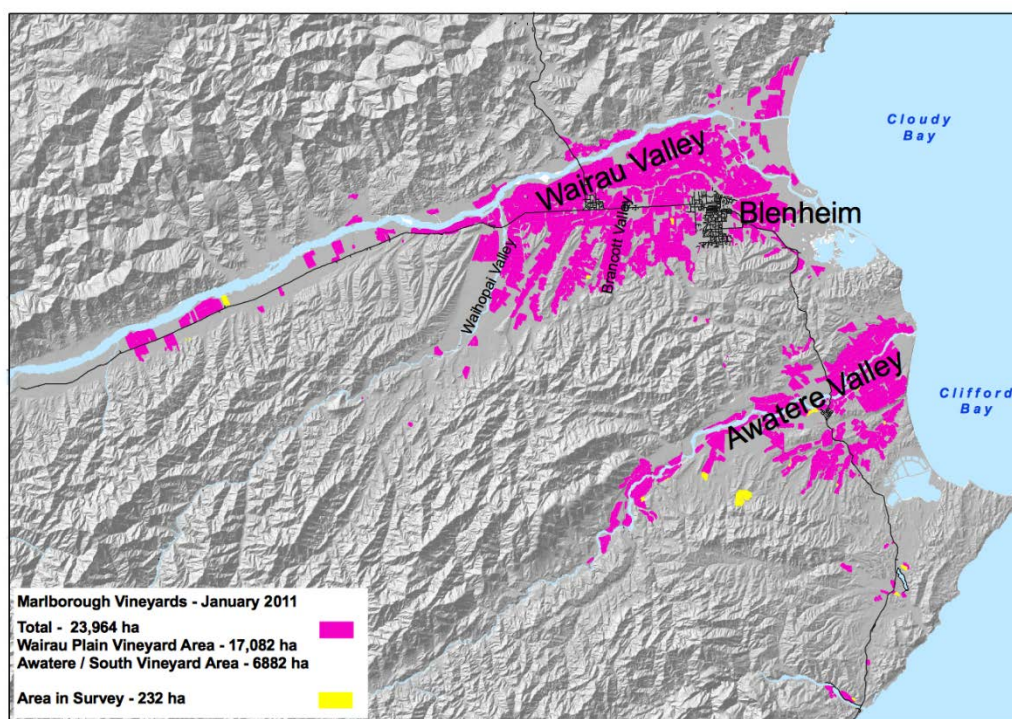 Cloudy
Bay
Wairau Valley
Blenheim
Brancott Valley
Waihopai Valley
Awatere Valley
Clifford
Bay
Marlborough Vineyards - January 2011
Total - 23,964 ha
Wairau Plain Vineyard Area - 17,082 ha
Awatere / South Vineyard Area - 6882 ha
Area in Survey - 232 ha